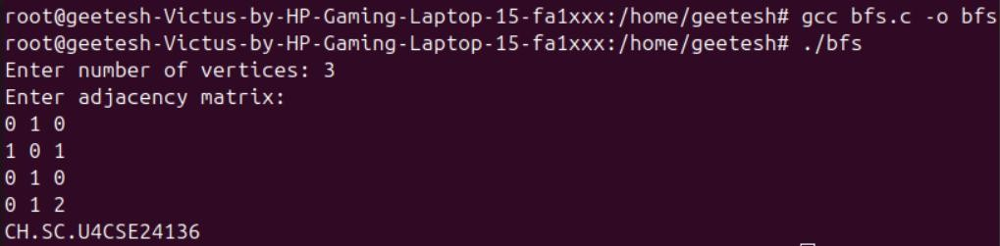 root@geetesh-Victus-by-HP-Gaming-Laptop-15-fa1xxx:/home/geetesh# gcc bfs.c -o bfs
root@geetesh-Victus-by-HP-Gaming-Laptop-15-fa1xxx:/home/geetesh# ./bfs
Enter number of vertices: 3
Enter adjacency matrix:
0 1 0
1 0 1
0 1 0
0 1 2
CH.SC.U4CSE24136